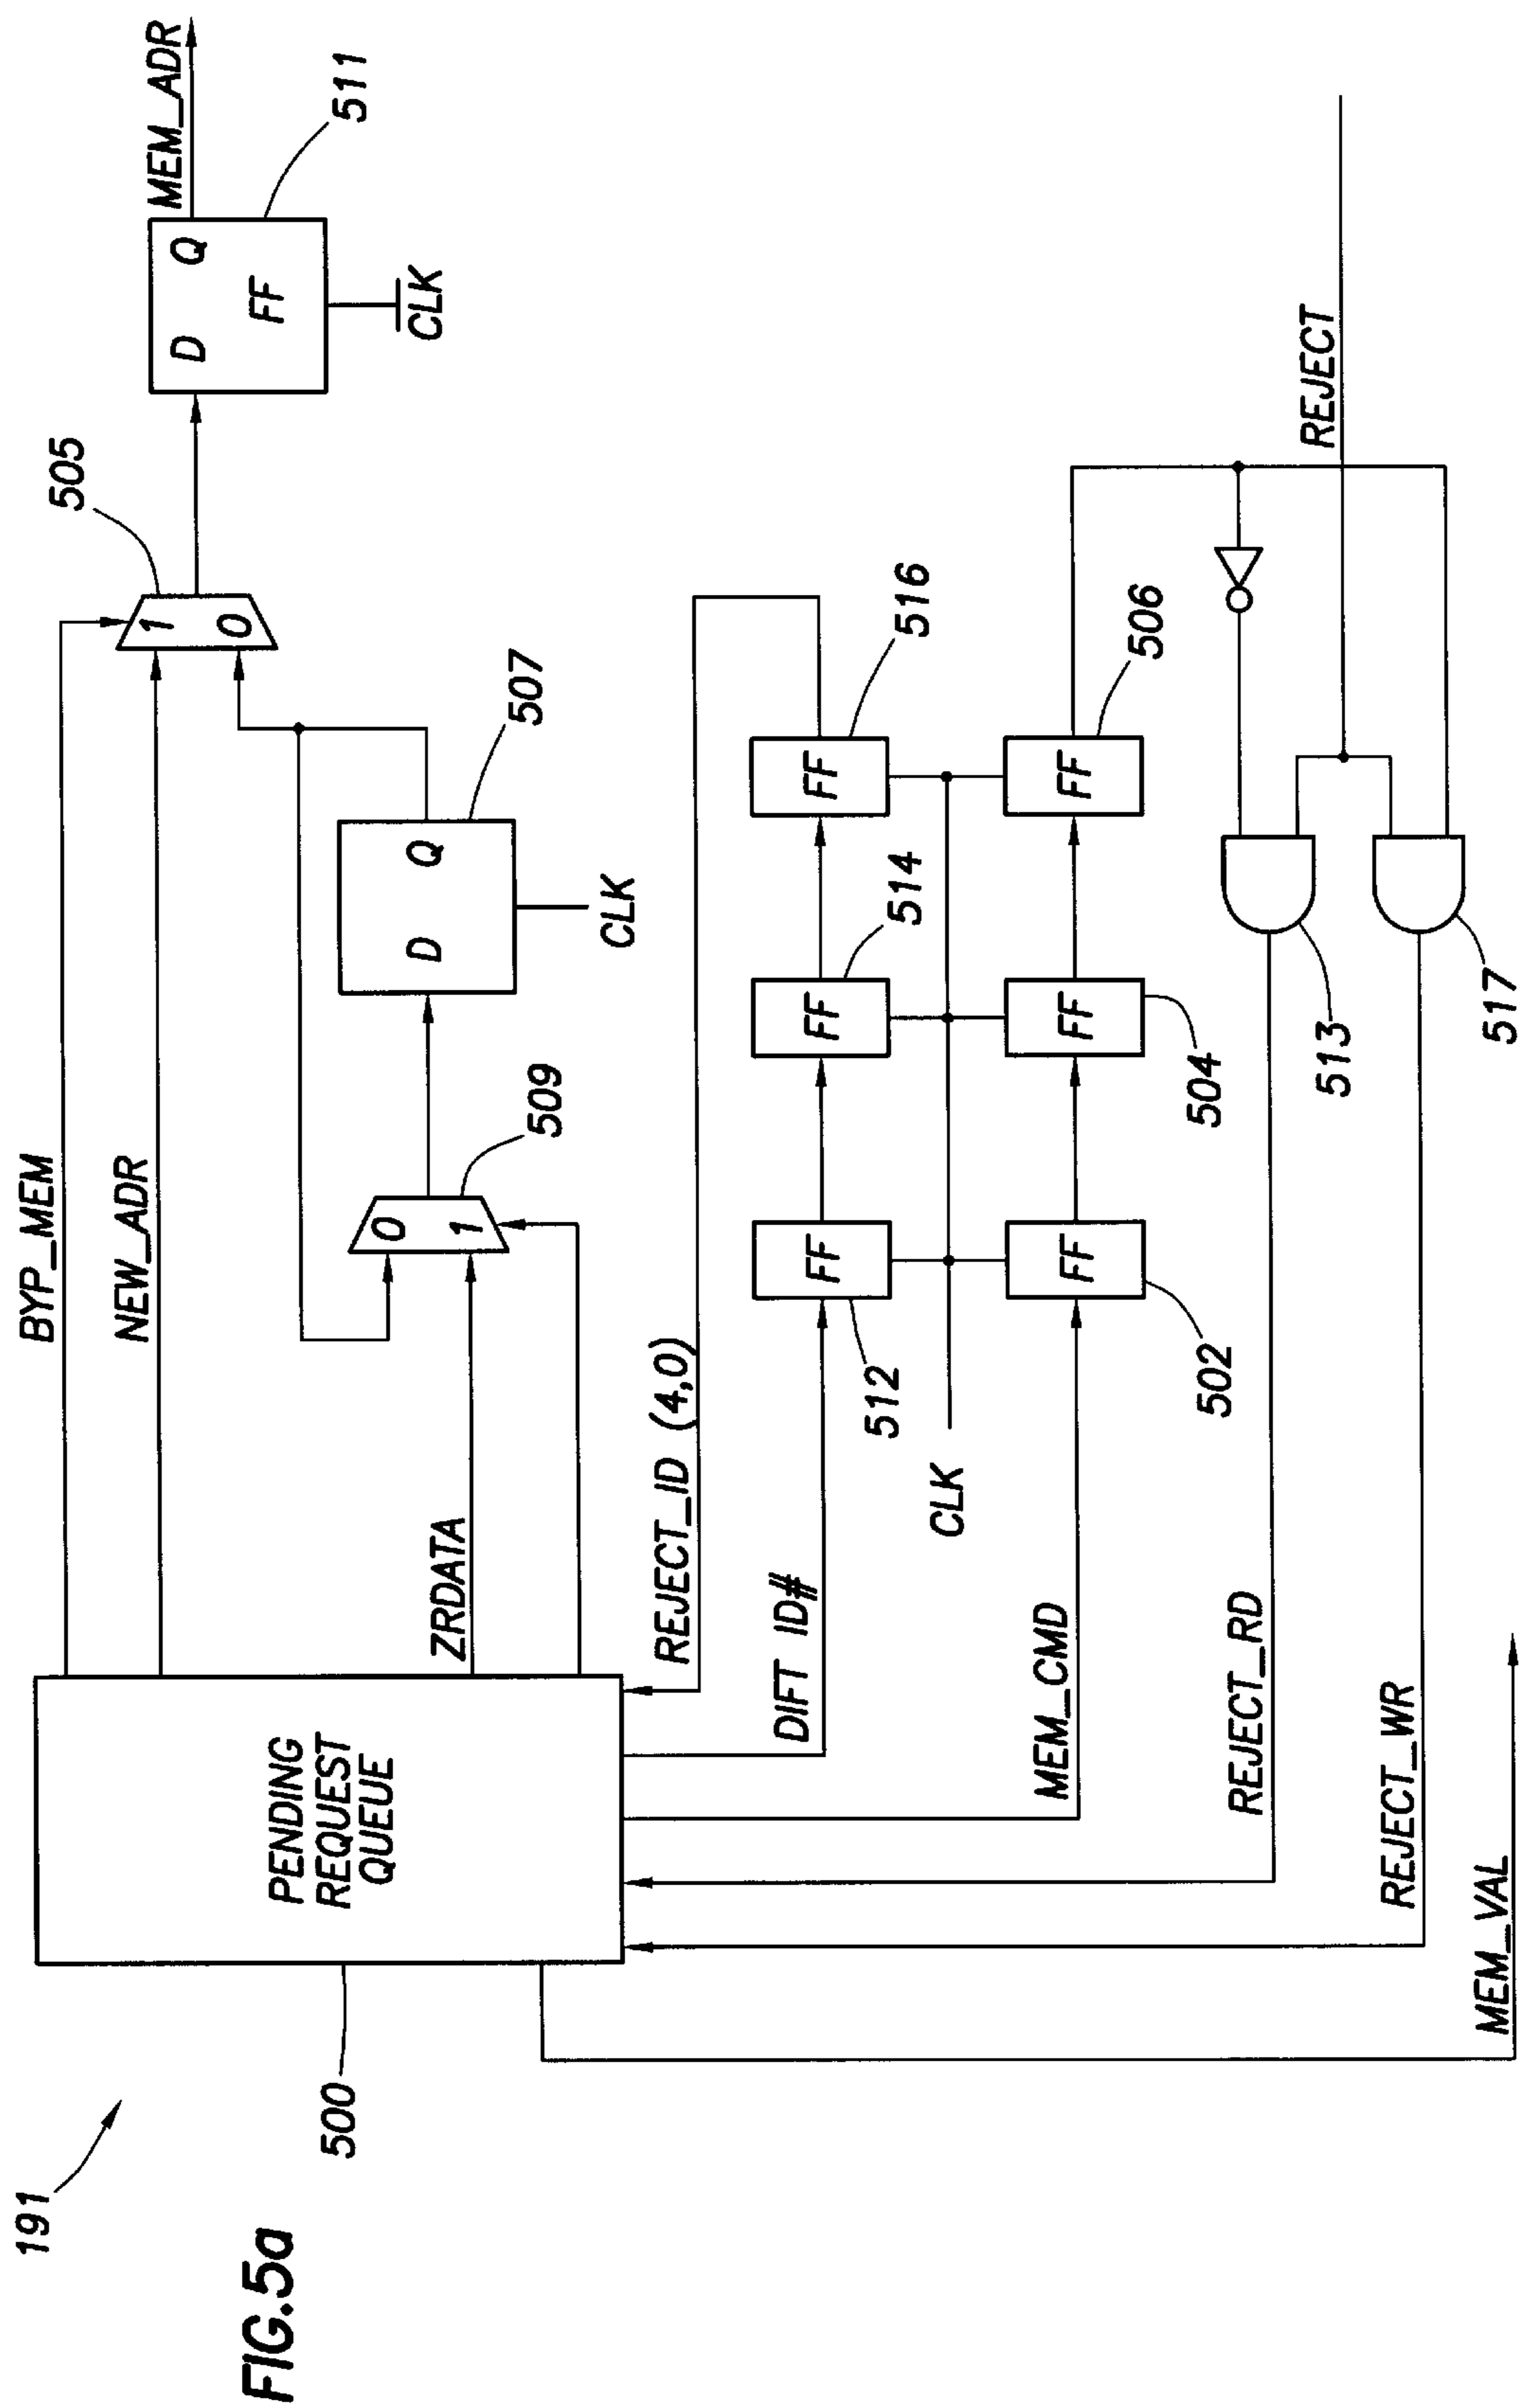 191
FIG.5a
500
PENDING
REQUEST
QUEUE
BYP_MEM
NEW_ADR
ZRDATA
509
0
1
507
D
Q
CLK
505
1
0
511
D
Q
FF
CLK
MEM_ADR
REJECT_ID (4,0)
DIFT ID#
512
FF
514
FF
516
FF
CLK
MEM_CMD
502
FF
504
FF
506
FF
REJECT_RD
513
REJECT
REJECT_WR
517
MEM_VAL